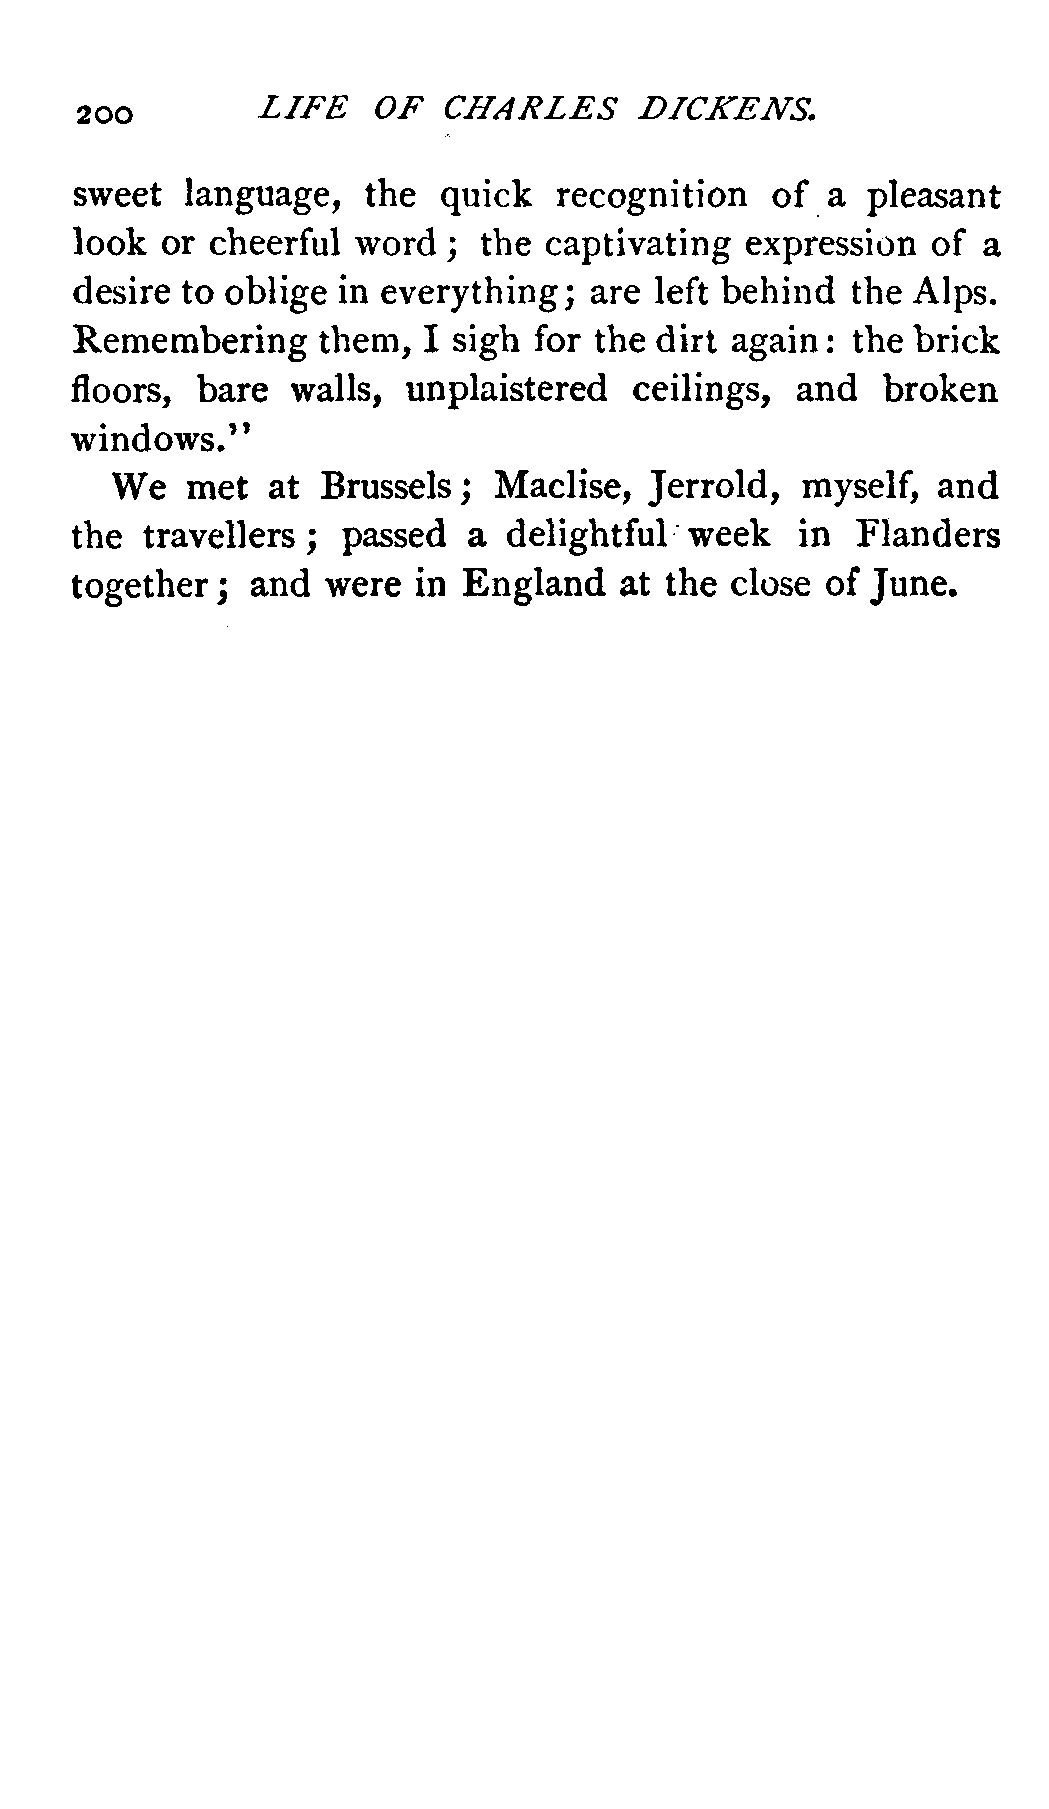 200 LIFE OF CHARLES DICKENS.
sweet language, the quick recognition of a pleasant
look or cheerful word ; the captivating expression of a
desire to oblige in everything ; are left behind the Alps.
Remembering them, I sigh for the dirt again : the brick
floors, bare walls, unplaistered ceilings, and broken
windows."
We met at Brussels ; Maclise, Jerrold, myself, and
the travellers ; passed a delightful week in Flanders
together ; and were in England at the close of June.